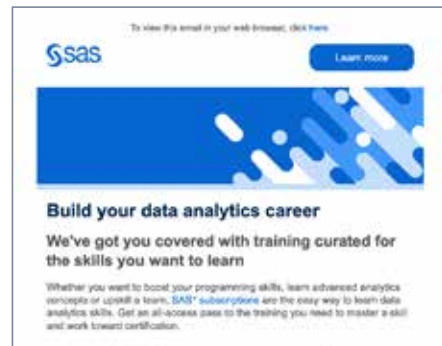 To view this email in your web browser, click here
sas
Learn more
Build your data analytics career
We've got you covered with training curated for
the skills you want to learn
Whether you want to boost your programming skills, learn advanced analytics
concepts or upskill a team, SAS® subscriptions are the easy way to learn data
analytics skills. Get an all-access pass to the training you need to master a skill
and work toward certification.